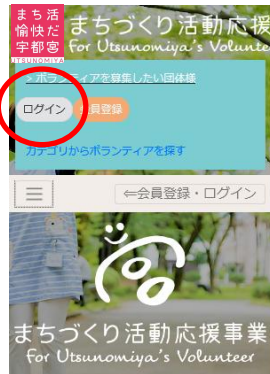 まち活
愉快だ
宇都宮
UTSUNOMIYA
まちづくり活動応援
For Utsunomiya's Volunte
> ボランティアを募集したい団体様
ログイン 会員登録
カテゴリからボランティアを探す
⇐会員登録・ログイン
まちづくり活動応援事業
For Utsunomiya's Volunteer